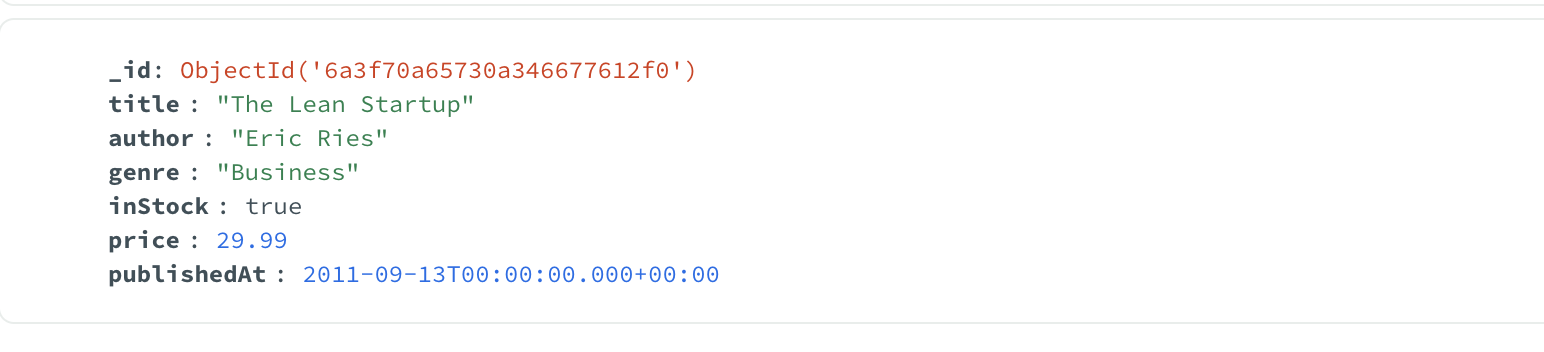 _id: ObjectId('6a3f70a65730a346677612f0')
title : "The Lean Startup"
author : "Eric Ries"
genre : "Business"
inStock : true
price : 29.99
publishedAt : 2011-09-13T00:00:00.000+00:00